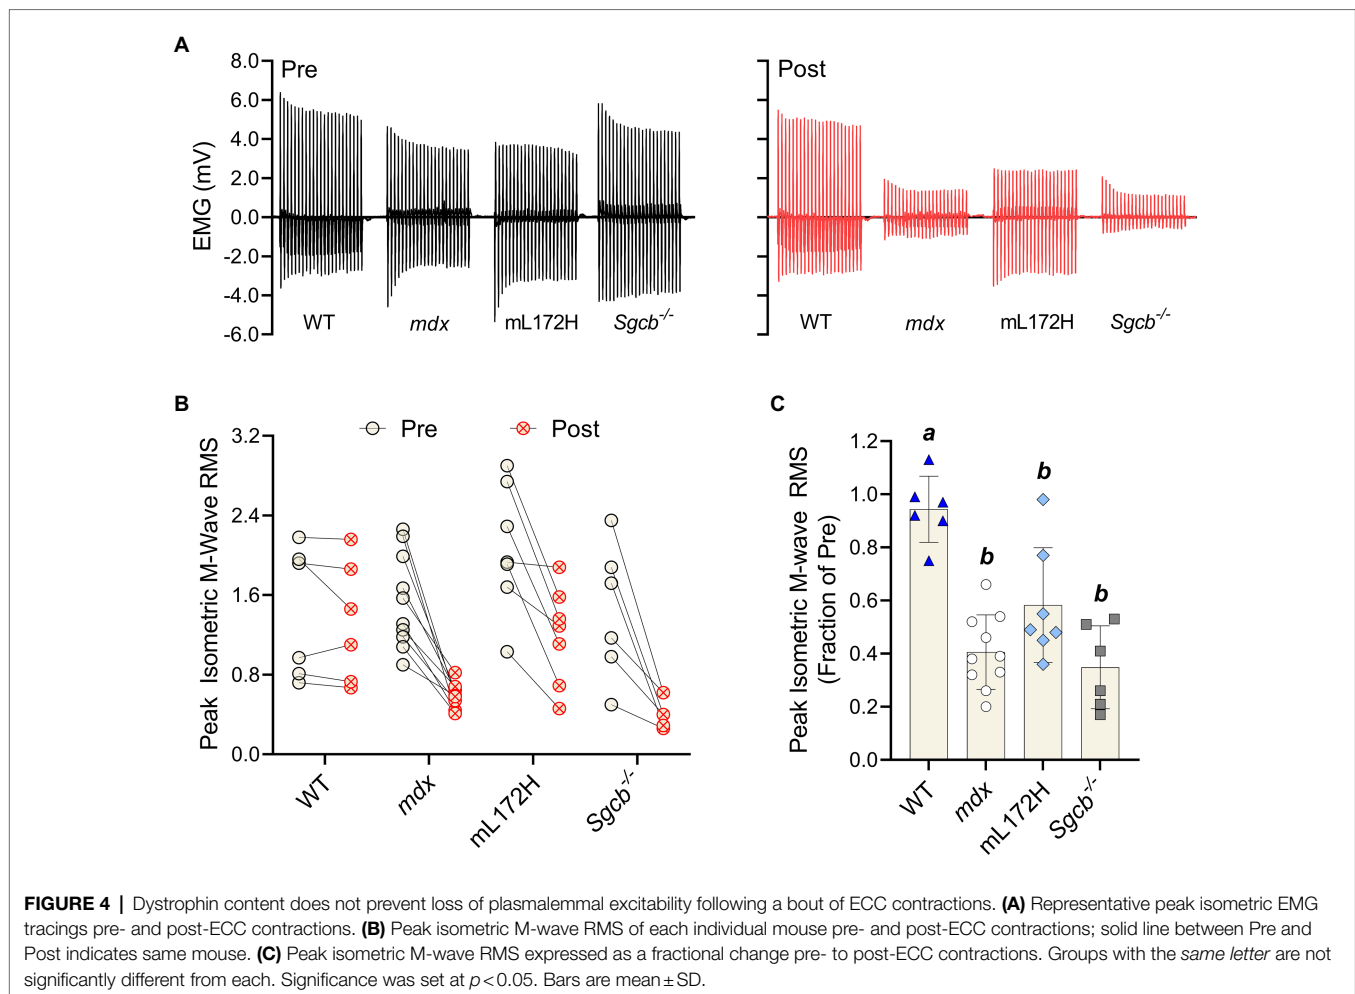 A
Pre
Post
8.0
6.0
4.0
2.0
0.0
-2.0
-4.0
-6.0
EMG (mV)
WT
mdx
mL172H
Sgcb-/-
WT
mdx
mL172H
Sgcb-/-
B
Pre
Post
3.2
2.4
1.6
0.8
0.0
Peak Isometric M-Wave RMS
WT
mdx
mL172H
Sgcb-/-
C
a
b
b
b
1.2
1.0
0.8
0.6
0.4
0.2
0.0
Peak Isometric M-wave RMS
(Fraction of Pre)
WT
mdx
mL172H
Sgcb-/-
FIGURE 4 | Dystrophin content does not prevent loss of plasmalemmal excitability following a bout of ECC contractions. (A) Representative peak isometric EMG
tracings pre- and post-ECC contractions. (B) Peak isometric M-wave RMS of each individual mouse pre- and post-ECC contractions; solid line between Pre and
Post indicates same mouse. (C) Peak isometric M-wave RMS expressed as a fractional change pre- to post-ECC contractions. Groups with the same letter are not
significantly different from each. Significance was set at p<0.05. Bars are mean±SD.